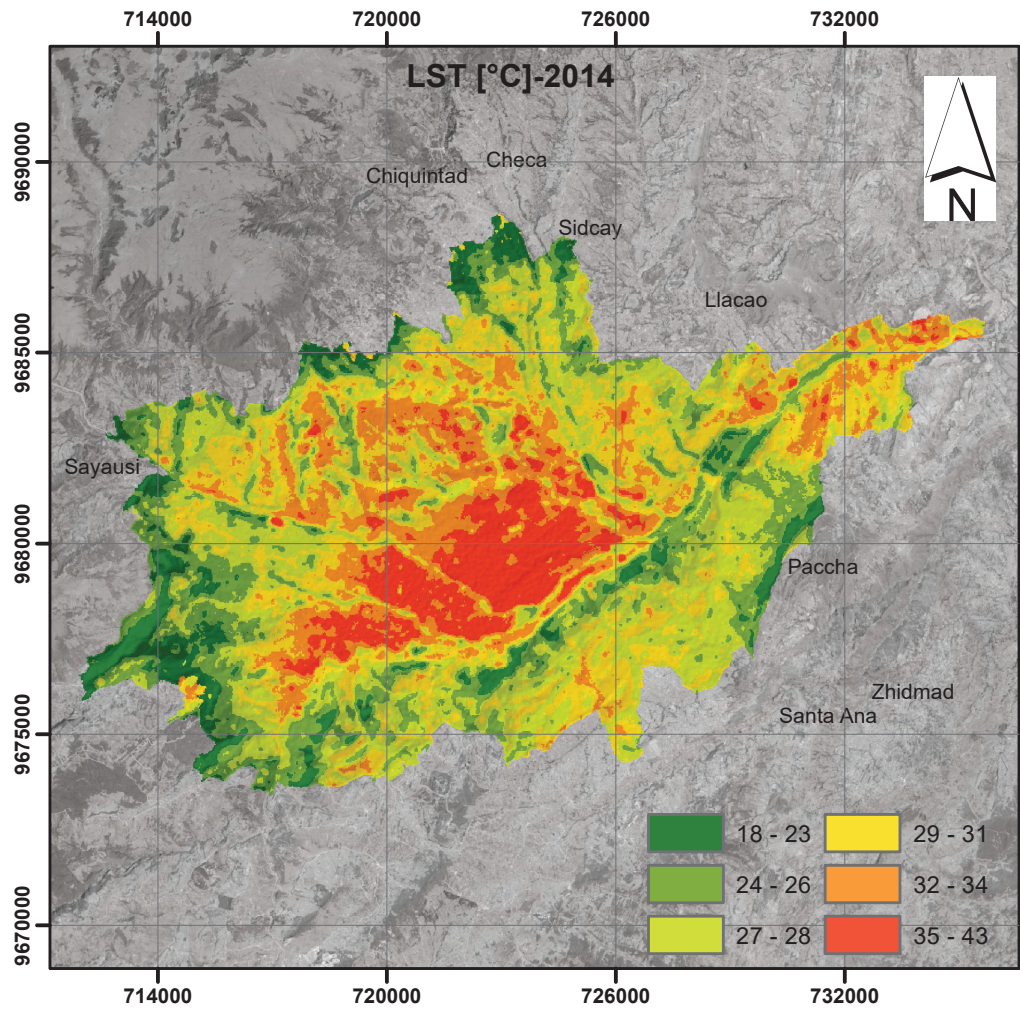 714000 720000 726000 732000
LST [°C]-2014
9690000
Checa
Chiquintad
N
Sidcay
Llacao
9685000
Sayausi
9680000
Paccha
Zhidmad
Santa Ana
9675000
18 - 23 29 - 31
24 - 26 32 - 34
9670000
27 - 28 35 - 43
714000 720000 726000 732000